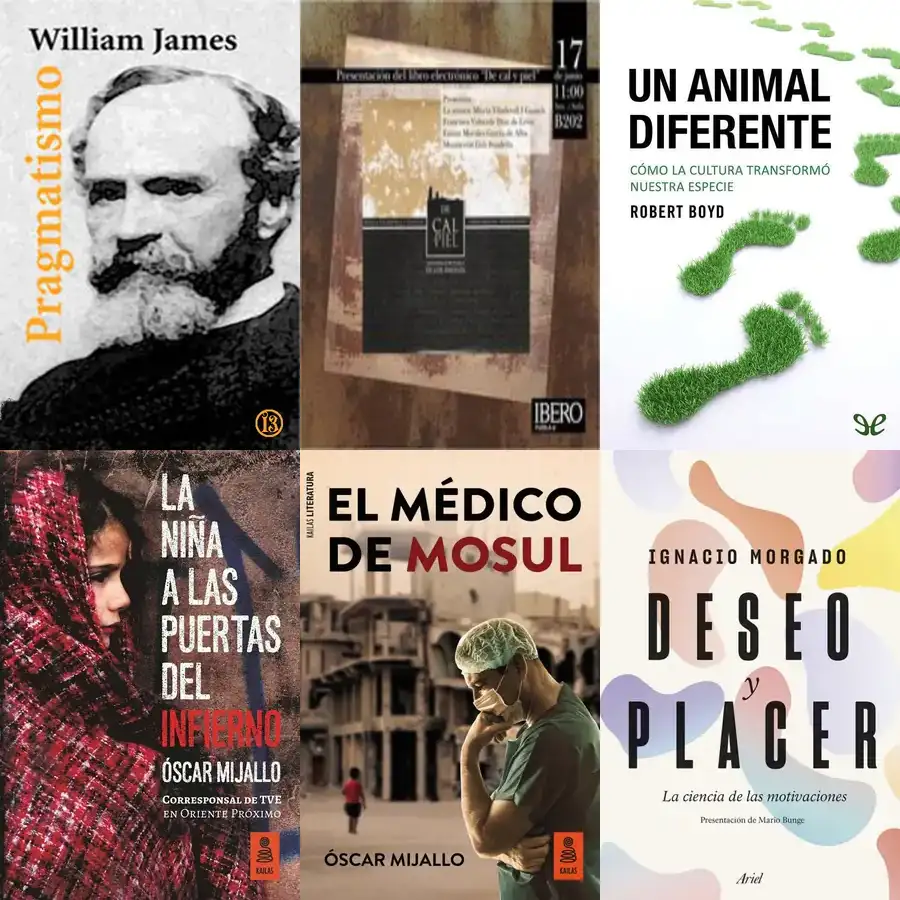 William James
Pragmatismo
13
17
de junio
11:00
B202
Presentación del libro electrónico "De cal y piel"
DE
CAL
PIEL
IBERO
PUEBLA
UN ANIMAL
DIFERENTE
CÓMO LA CULTURA TRANSFORMÓ
NUESTRA ESPECIE
ROBERT BOYD
LA
NIÑA
A LAS
PUERTAS
DEL
INFIERNO
ÓSCAR MIJALLO
CORRESPONSAL DE TVE
EN ORIENTE PRÓXIMO
KAILAS
KAILAS LITERATURA
EL MÉDICO
DE MOSUL
ÓSCAR MIJALLO
KAILAS
IGNACIO MORGADO
DESEO
y
PLACER
La ciencia de las motivaciones
Presentación de Mario Bunge
Ariel